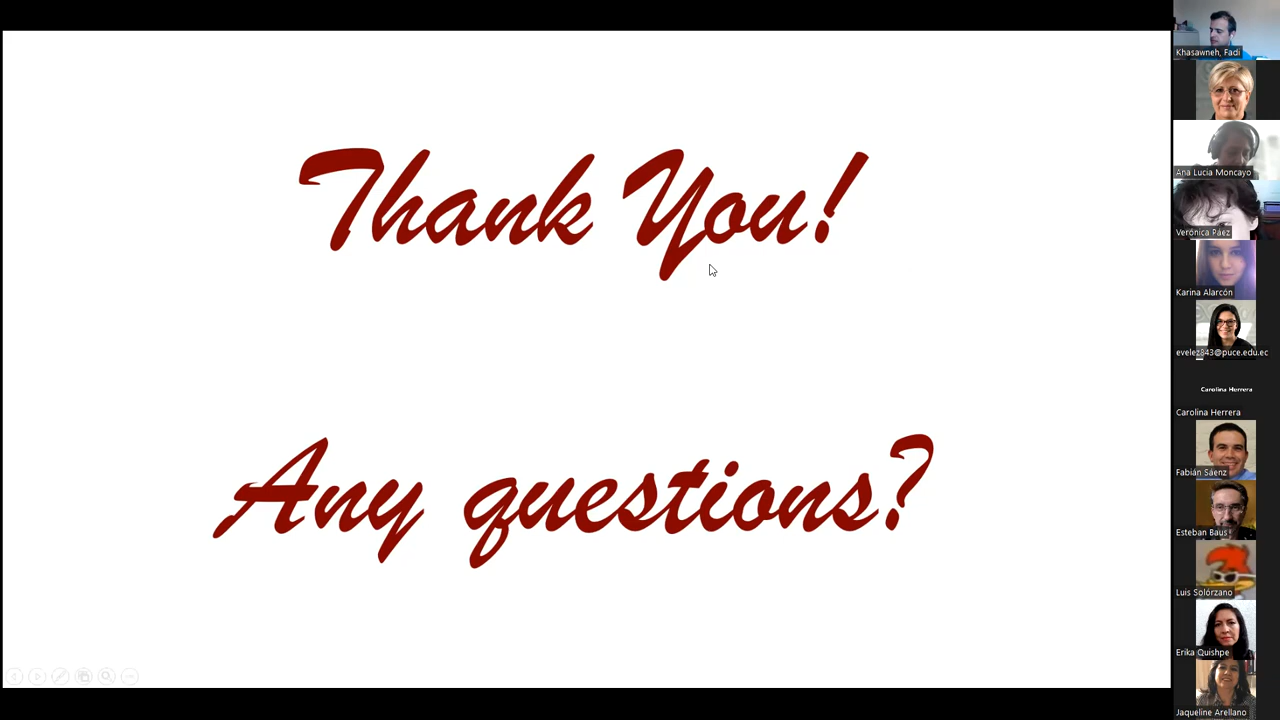 Thank You!
Any questions?
Khasawneh, Fadi
Ana Lucia Moncayo
Verónica Páez
Karina Alarcón
evelez843@puce.edu.ec
Carolina Herrera
Carolina Herrera
Fabián Sáenz
Esteban Baus
Luis Solórzano
Erika Quishpe
Jaqueline Arellano